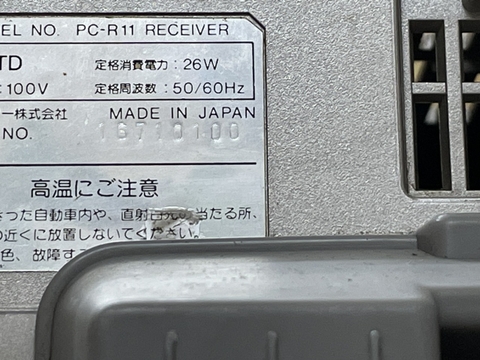 EL NO. PC-R11 RECEIVER
TD 定格消費電力：26W
：100V 定格周波数：50/60Hz
ー株式会社 MADE IN JAPAN
NO. 16710100
高温にご注意
った自動車内や、直射日光の当たる所、
の近くに放置しないでください。
色、故障す